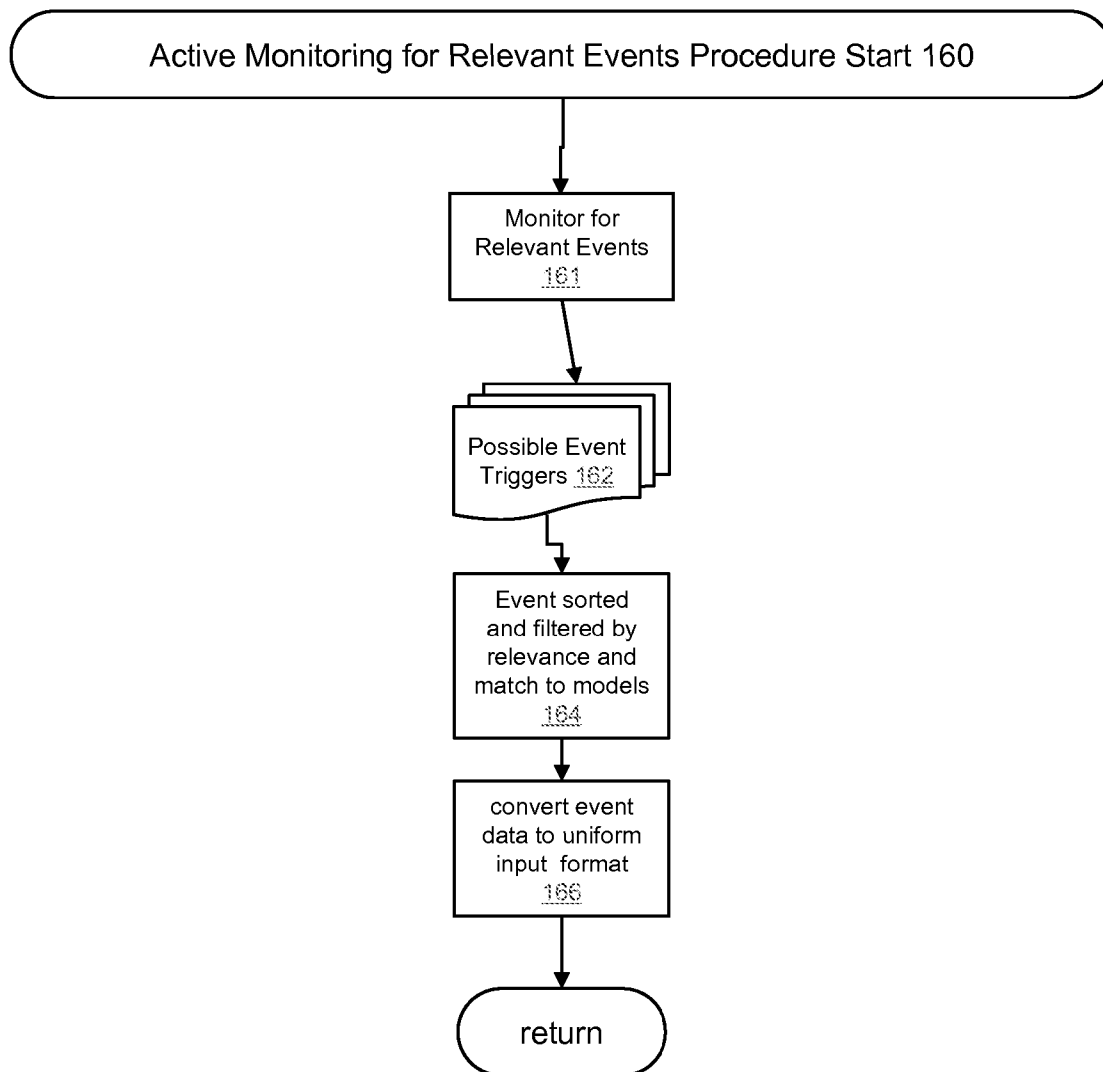 Active Monitoring for Relevant Events Procedure Start 160
Monitor for
Relevant Events
161
Possible Event
Triggers 162
Event sorted
and filtered by
relevance and
match to models
164
convert event
data to uniform
input format
166
return